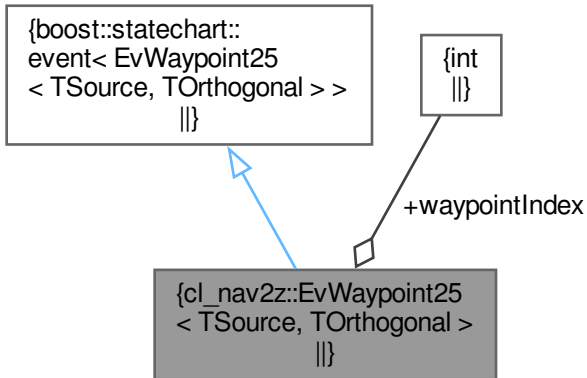 {boost::statechart::
event< EvWaypoint25
< TSource, TOrthogonal > >
||}
{int
||}
+waypointIndex
{cl_nav2z::EvWaypoint25
< TSource, TOrthogonal >
||}